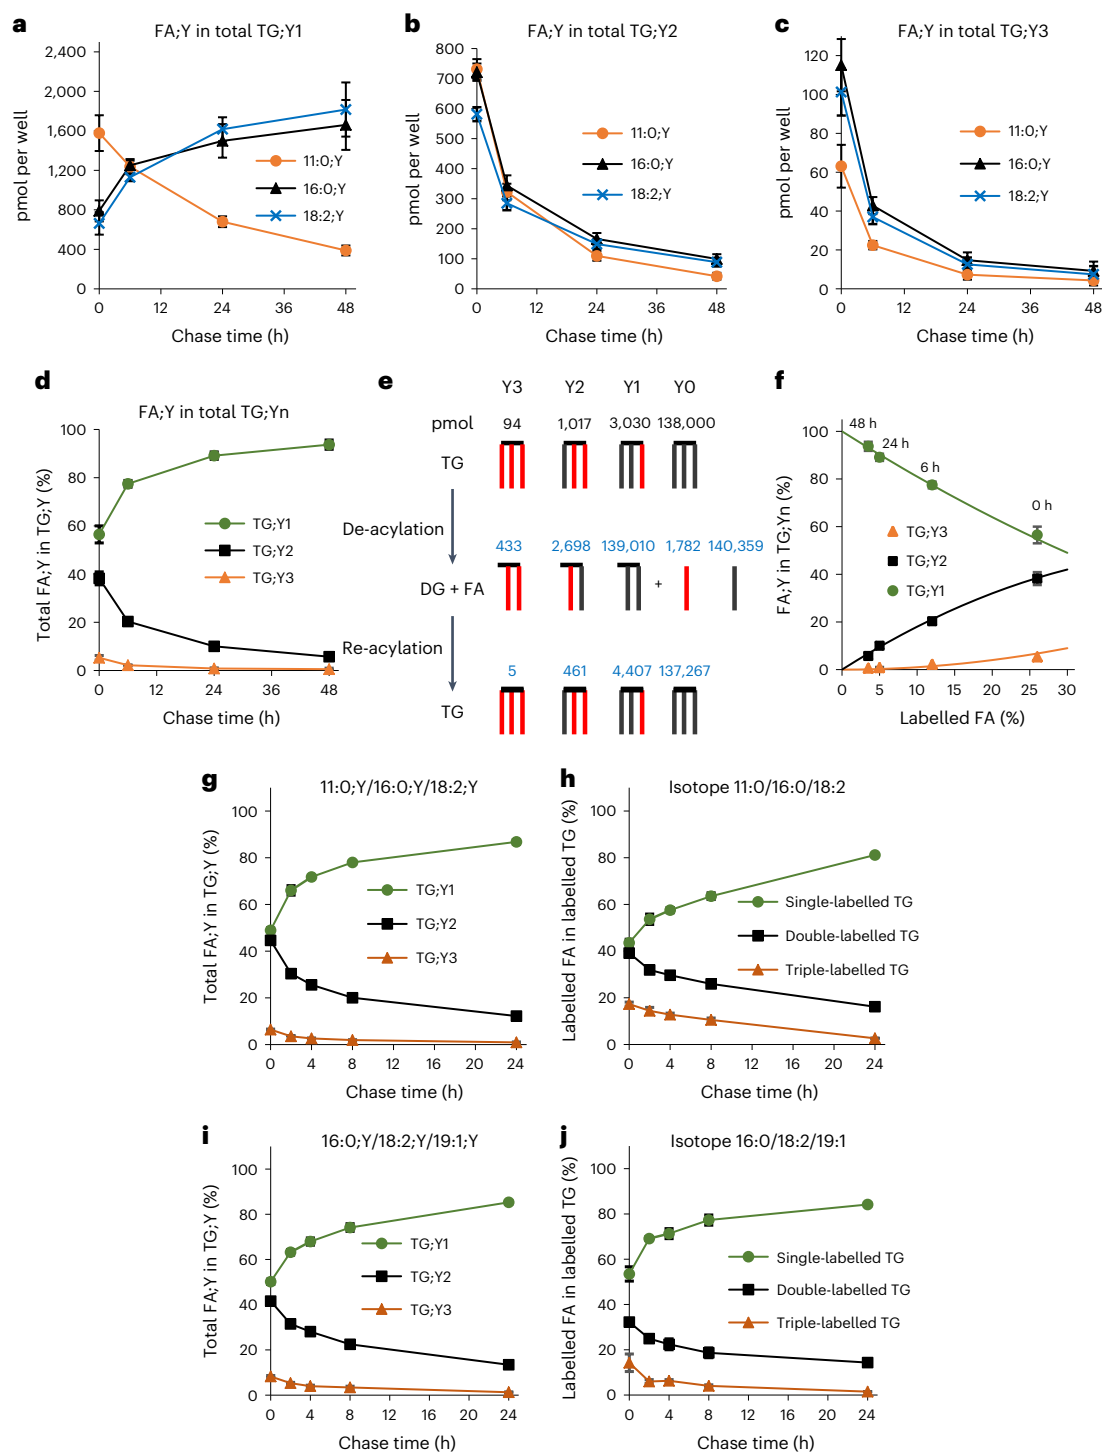 a
FA;Y in total TG;Y1
pmol per well
2,400
2,000
1,600
1,200
800
400
0
11:0;Y
16:0;Y
18:2;Y
0 12 24 36 48
Chase time (h)
b
FA;Y in total TG;Y2
pmol per well
800
700
600
500
400
300
200
100
0
11:0;Y
16:0;Y
18:2;Y
0 12 24 36 48
Chase time (h)
c
FA;Y in total TG;Y3
pmol per well
120
100
80
60
40
20
0
11:0;Y
16:0;Y
18:2;Y
0 12 24 36 48
Chase time (h)
d
FA;Y in total TG;Yn
Total FA;Y in TG;Y (%)
100
80
60
40
20
0
TG;Y1
TG;Y2
TG;Y3
0 12 24 36 48
Chase time (h)
e
Y3 Y2 Y1 Y0
pmol 94 1,017 3,030 138,000
TG
De-acylation
433 2,698 139,010 1,782 140,359
DG + FA +
Re-acylation
5 461 4,407 137,267
TG
f
FA;Y in TG;Yn (%)
100
80
60
40
20
0
48 h
24 h
6 h
0 h
TG;Y3
TG;Y2
TG;Y1
0 5 10 15 20 25 30
Labelled FA (%)
g
11:0;Y/16:0;Y/18:2;Y
Total FA;Y in TG;Y (%)
100
80
60
40
20
0
TG;Y1
TG;Y2
TG;Y3
0 4 8 12 16 20 24
Chase time (h)
h
Isotope 11:0/16:0/18:2
Labelled FA in labelled TG (%)
100
80
60
40
20
0
Single-labelled TG
Double-labelled TG
Triple-labelled TG
0 4 8 12 16 20 24
Chase time (h)
i
16:0;Y/18:2;Y/19:1;Y
Total FA;Y in TG;Y (%)
100
80
60
40
20
0
TG;Y1
TG;Y2
TG;Y3
0 4 8 12 16 20 24
Chase time (h)
j
Isotope 16:0/18:2/19:1
Labelled FA in labelled TG (%)
100
80
60
40
20
0
Single-labelled TG
Double-labelled TG
Triple-labelled TG
0 4 8 12 16 20 24
Chase time (h)